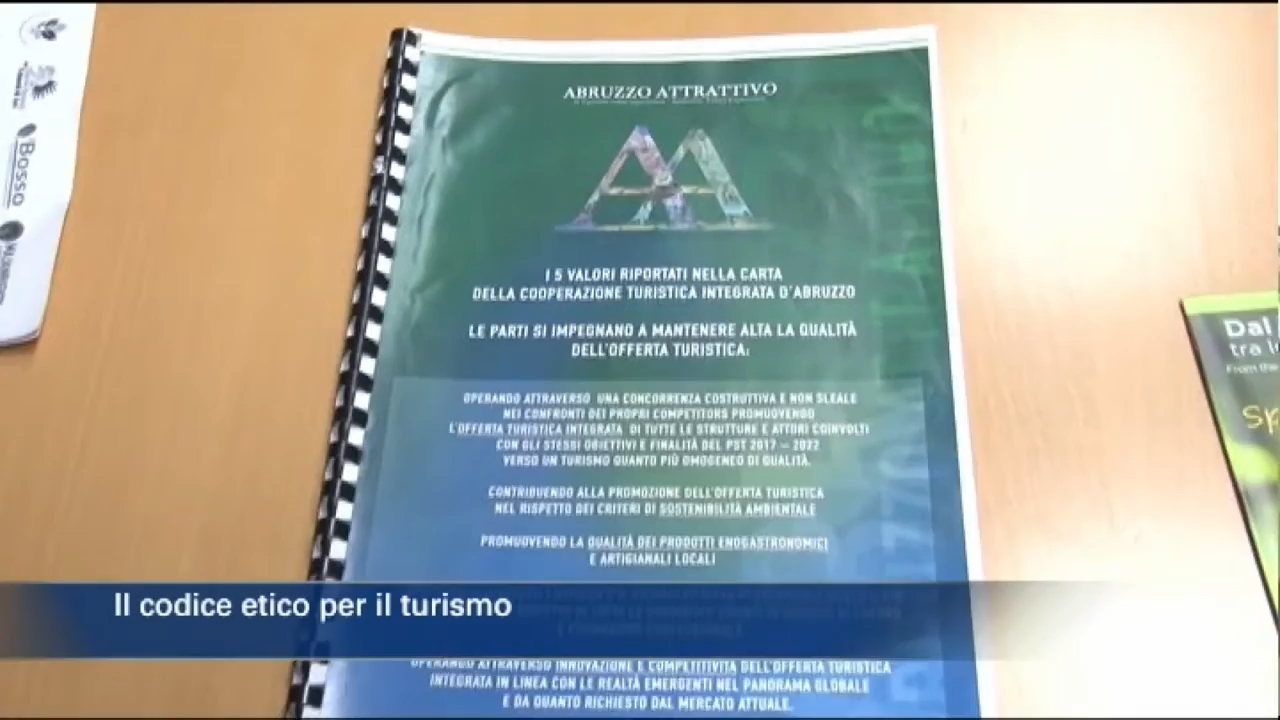 ABRUZZO ATTRATTIVO
I 5 VALORI RIPORTATI NELLA CARTA
DELLA COOPERAZIONE TURISTICA INTEGRATA D'ABRUZZO
LE PARTI SI IMPEGNANO A MANTENERE ALTA LA QUALITÀ
DELL'OFFERTA TURISTICA:
OPERANDO ATTRAVERSO UNA CONCORRENZA COSTRUTTIVA E NON SLEALE
NEI CONFRONTI DEI PROPRI COMPETITORS PROMUOVENDO
L'OFFERTA TURISTICA INTEGRATA DI TUTTE LE STRUTTURE E ATTORI COINVOLTI
CON GLI STESSI OBIETTIVI E FINALITÀ DEL PST 2017 – 2022
VERSO UN TURISMO QUANTO PIÙ OMOGENEO DI QUALITÀ.
CONTRIBUENDO ALLA PROMOZIONE DELL'OFFERTA TURISTICA
NEL RISPETTO DEI CRITERI DI SOSTENIBILITÀ AMBIENTALE
PROMUOVENDO LA QUALITÀ DEI PRODOTTI ENOGASTRONOMICI
E ARTIGIANALI LOCALI
Il codice etico per il turismo
OPERANDO ATTRAVERSO INNOVAZIONE E COMPETITIVITÀ DELL'OFFERTA TURISTICA
INTEGRATA IN LINEA CON LE REALTÀ EMERGENTI NEL PANORAMA GLOBALE
E DA QUANTO RICHIESTO DAL MERCATO ATTUALE.
Bosso
Dal
tra l
From the
sp